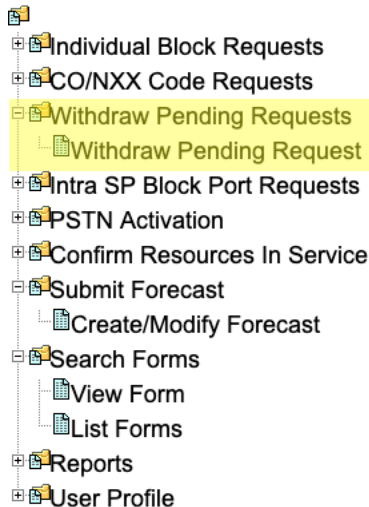 Individual Block Requests
CO/NXX Code Requests
Withdraw Pending Requests
Withdraw Pending Request
Intra SP Block Port Requests
PSTN Activation
Confirm Resources In Service
Submit Forecast
Create/Modify Forecast
Search Forms
View Form
List Forms
Reports
User Profile